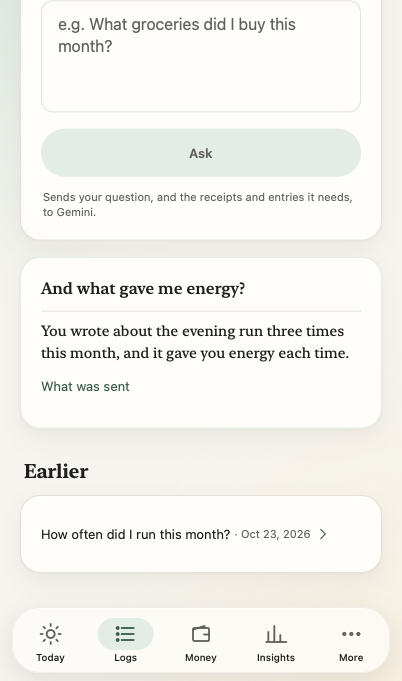 e.g. What groceries did I buy this
month?
Ask
Sends your question, and the receipts and entries it needs,
to Gemini.
And what gave me energy?
You wrote about the evening run three times
this month, and it gave you energy each time.
What was sent
Earlier
How often did I run this month? · Oct 23, 2026
Today Logs Money Insights More